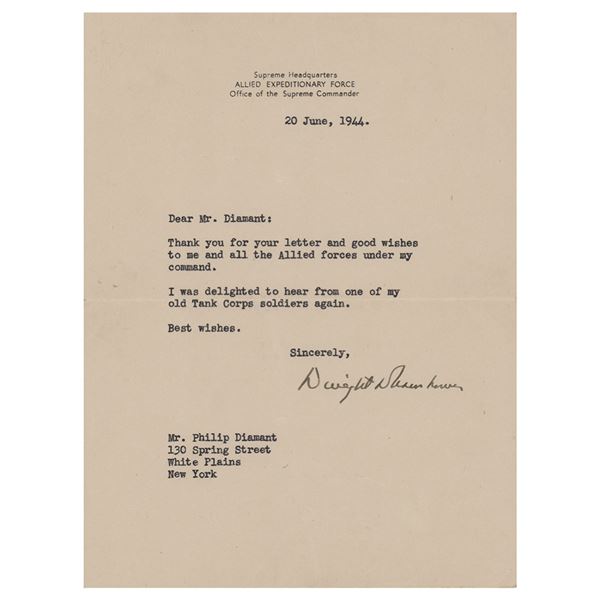 Supreme Headquarters
ALLIED EXPEDITIONARY FORCE
Office of the Supreme Commander
20 June, 1944.
Dear Mr. Diamant:
Thank you for your letter and good wishes
to me and all the Allied forces under my
command.
I was delighted to hear from one of my
old Tank Corps soldiers again.
Best wishes.
Sincerely,
Dwight D Eisenhower
Mr. Philip Diamant
130 Spring Street
White Plains
New York